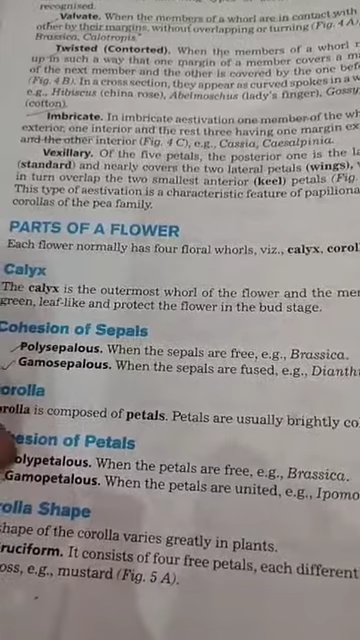 recognised.
Valvate. When the members of a whorl are in contact with
other by their margins, without overlapping or turning (Fig. 4 A)
Brassica, Calotropis
Twisted (Contorted). When the members of a whorl
up in such a way that one margin of a member covers a
of the next member and the other is covered by the one
(Fig. 4 B). In a cross section, they appear as curved spokes in a
e.g., Hibiscus (china rose), Abelmoschus (lady's finger),
(cotton).
Imbricate. In imbricate aestivation one member of the
exterior, one interior and the rest three having one margin
and the other interior (Fig. 4 C), e.g., Cassia, Caesalpinia.
Vexillary. Of the five petals, the posterior one is the
(standard) and nearly covers the two lateral petals (wings),
in turn overlap the two smallest anterior (keel) petals (Fig.
This type of aestivation is a characteristic feature of
corollas of the pea family.
PARTS OF A FLOWER
Each flower normally has four floral whorls, viz., calyx,
Calyx
The calyx is the outermost whorl of the flower and the
green, leaf-like and protect the flower in the bud stage.
Cohesion of Sepals
Polysepalous. When the sepals are free, e.g., Brassica.
Gamosepalous. When the sepals are fused, e.g.,
orolla
orolla is composed of petals. Petals are usually brightly
esion of Petals
olypetalous. When the petals are free, e.g., Brassica.
Gamopetalous. When the petals are united, e.g.,
rolla Shape
shape of the corolla varies greatly in plants.
ruciform. It consists of four free petals, each different
oss, e.g., mustard (Fig. 5 A).